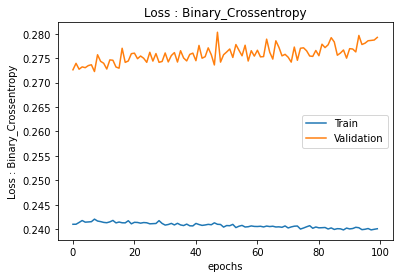 Loss : Binary_Crossentropy
0.280
0.275
0.270
0.265
0.260
0.255
0.250
0.245
0.240
Loss : Binary_Crossentropy
Train
Validation
0 20 40 60 80 100
epochs